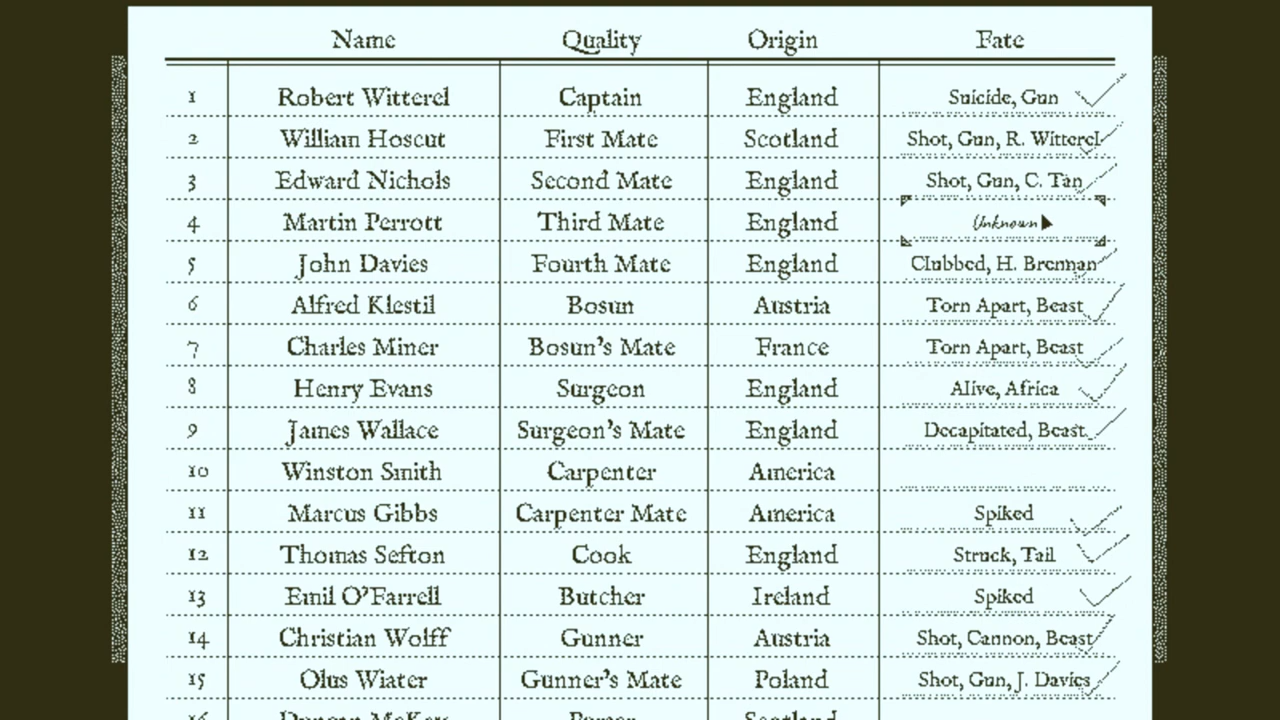 Name Quality Origin Fate
1 Robert Witterel Captain England Suicide, Gun
2 William Hoscut First Mate Scotland Shot, Gun, R. Witterel
3 Edward Nichols Second Mate England Shot, Gun, C. Tan
4 Martin Perrott Third Mate England Unknown
5 John Davies Fourth Mate England Clubbed, H. Brennan
6 Alfred Klestil Bosun Austria Torn Apart, Beast
7 Charles Miner Bosun's Mate France Torn Apart, Beast
8 Henry Evans Surgeon England Alive, Africa
9 James Wallace Surgeon's Mate England Decapitated, Beast
10 Winston Smith Carpenter America
11 Marcus Gibbs Carpenter Mate America Spiked
12 Thomas Sefton Cook England Struck, Tail
13 Emil O'Farrell Butcher Ireland Spiked
14 Christian Wolff Gunner Austria Shot, Cannon, Beast
15 Olus Wiater Gunner's Mate Poland Shot, Gun, J. Davies